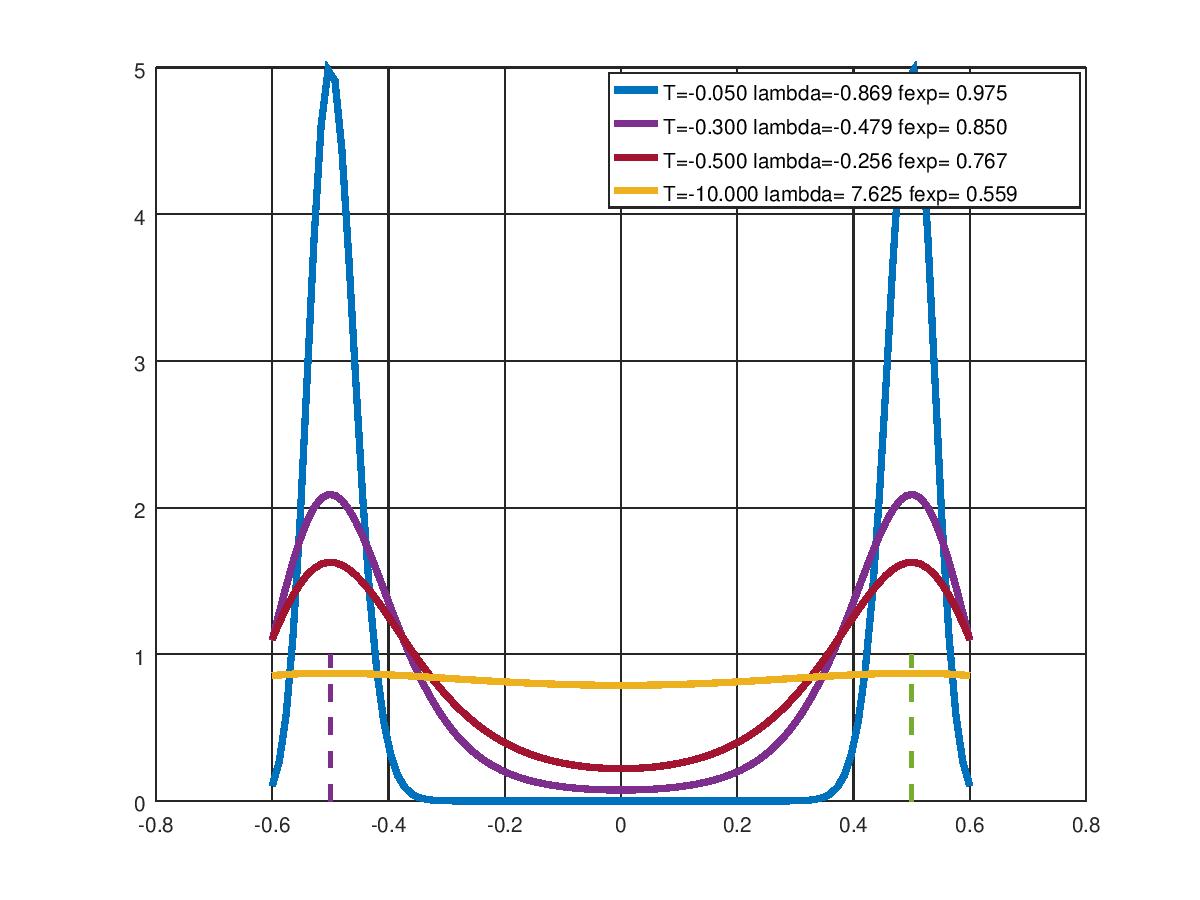 5
4
3
2
1
0
T=-0.050 lambda=-0.869 fexp= 0.975
T=-0.300 lambda=-0.479 fexp= 0.850
T=-0.500 lambda=-0.256 fexp= 0.767
T=-10.000 lambda= 7.625 fexp= 0.559
-0.8 -0.6 -0.4 -0.2 0 0.2 0.4 0.6 0.8